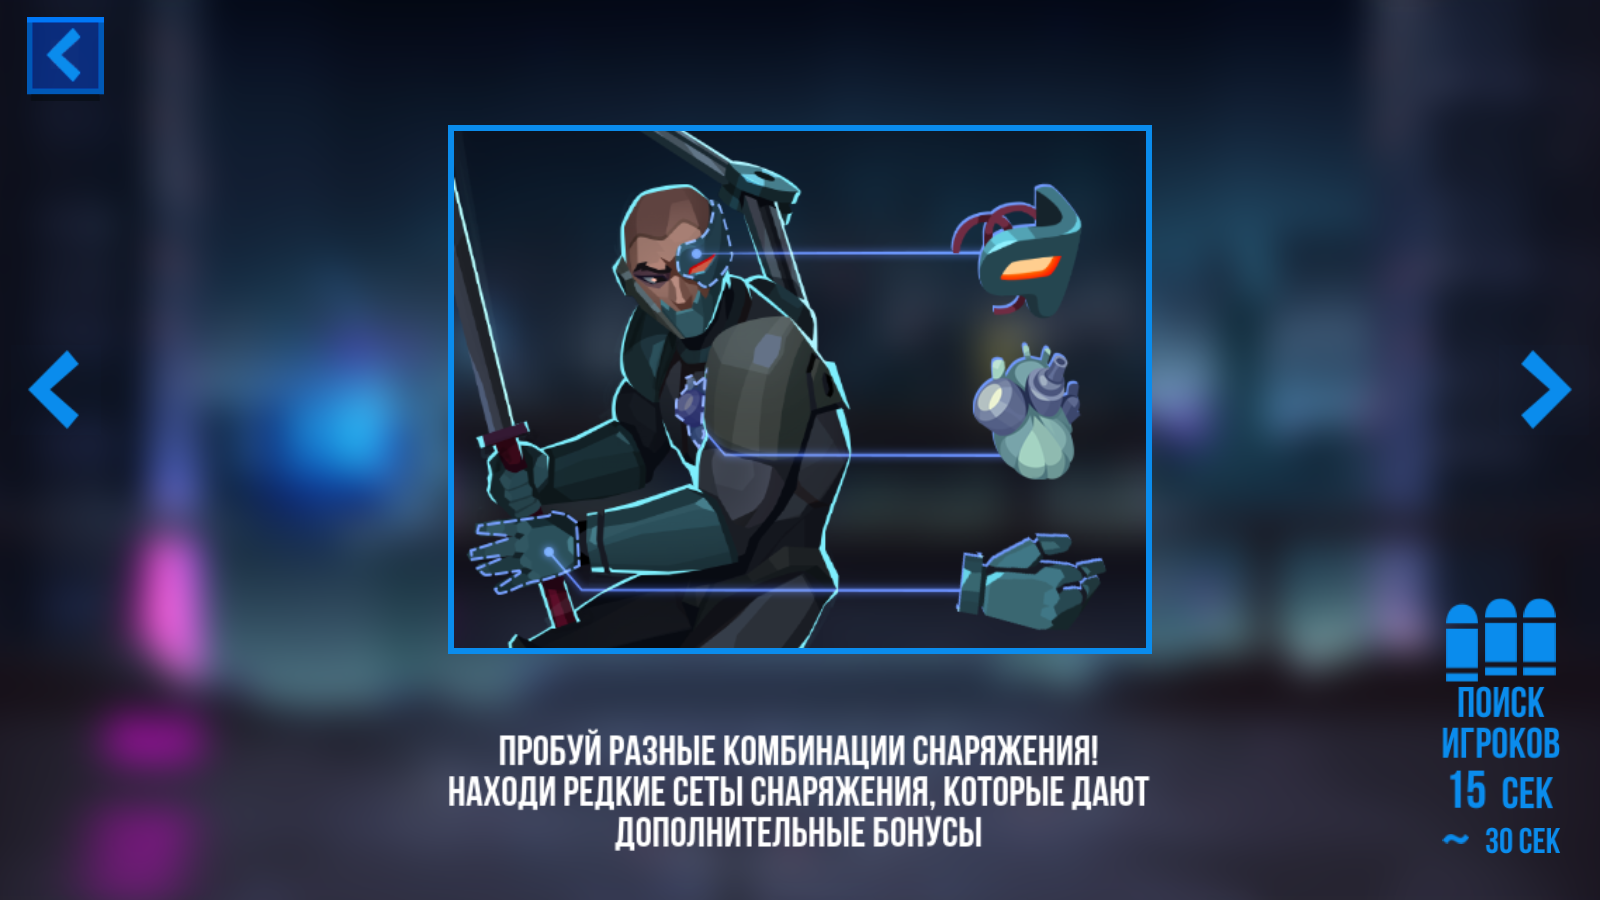 ПРОБУЙ РАЗНЫЕ КОМБИНАЦИИ СНАРЯЖЕНИЯ!
НАХОДИ РЕДКИЕ СЕТЫ СНАРЯЖЕНИЯ, КОТОРЫЕ ДАЮТ
ДОПОЛНИТЕЛЬНЫЕ БОНУСЫ
ПОИСК
ИГРОКОВ
15 СЕК
~ 30 СЕК